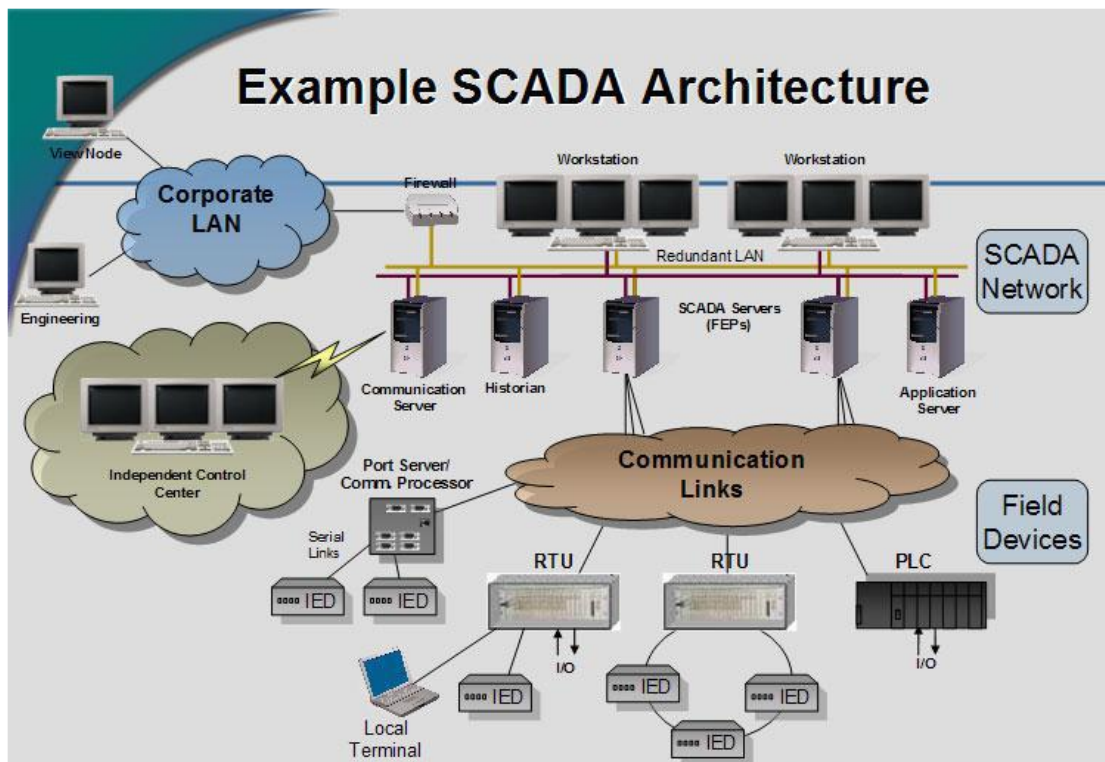 Example SCADA Architecture
View Node
Corporate
LAN
Firewall
Workstation
Workstation
Engineering
Redundant LAN
SCADA
Network
SCADA Servers
(FEPs)
Communication
Server
Historian
Application
Server
Independent Control
Center
Communication
Links
Port Server/
Comm. Processor
Serial
Links
Field
Devices
IED
IED
RTU
RTU
PLC
I/O
I/O
Local
Terminal
IED
IED
IED
IED